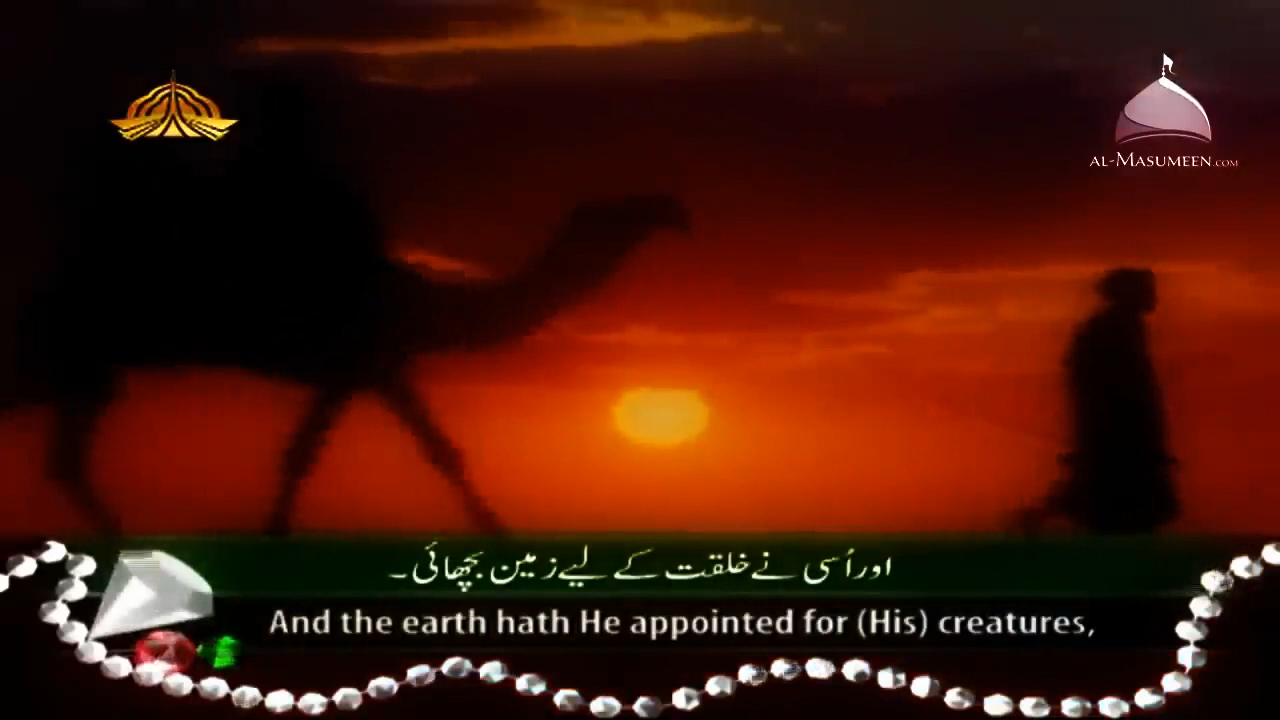 AL-MASUMEEN.COM
اور اُسی نے خلقت کے لیے زمین بچھائی ۔
And the earth hath He appointed for (His) creatures,